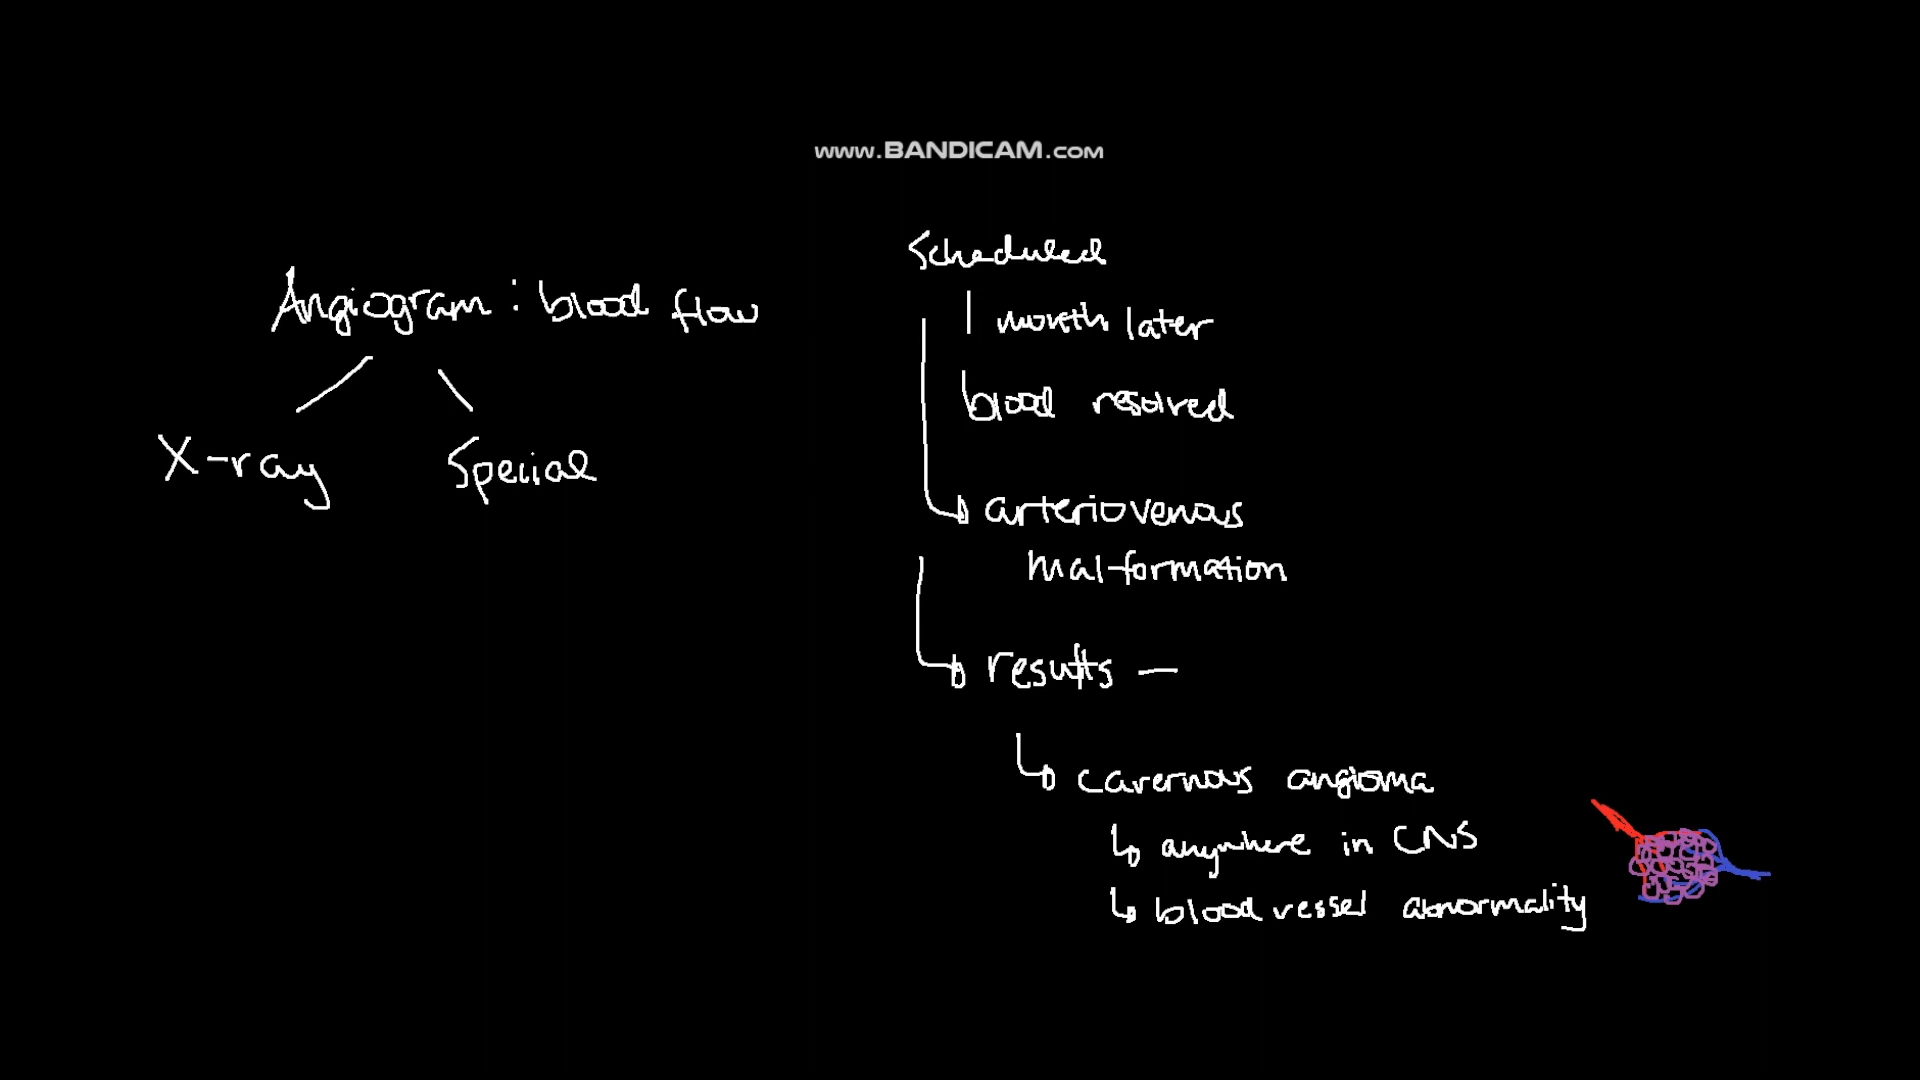 www.BANDICAM.com
Angiogram : blood flow
X-ray
Special
Scheduled
1 month later
blood resolved
arteriovenous
malformation
results —
cavernous angioma
anywhere in CNS
blood vessel abnormality